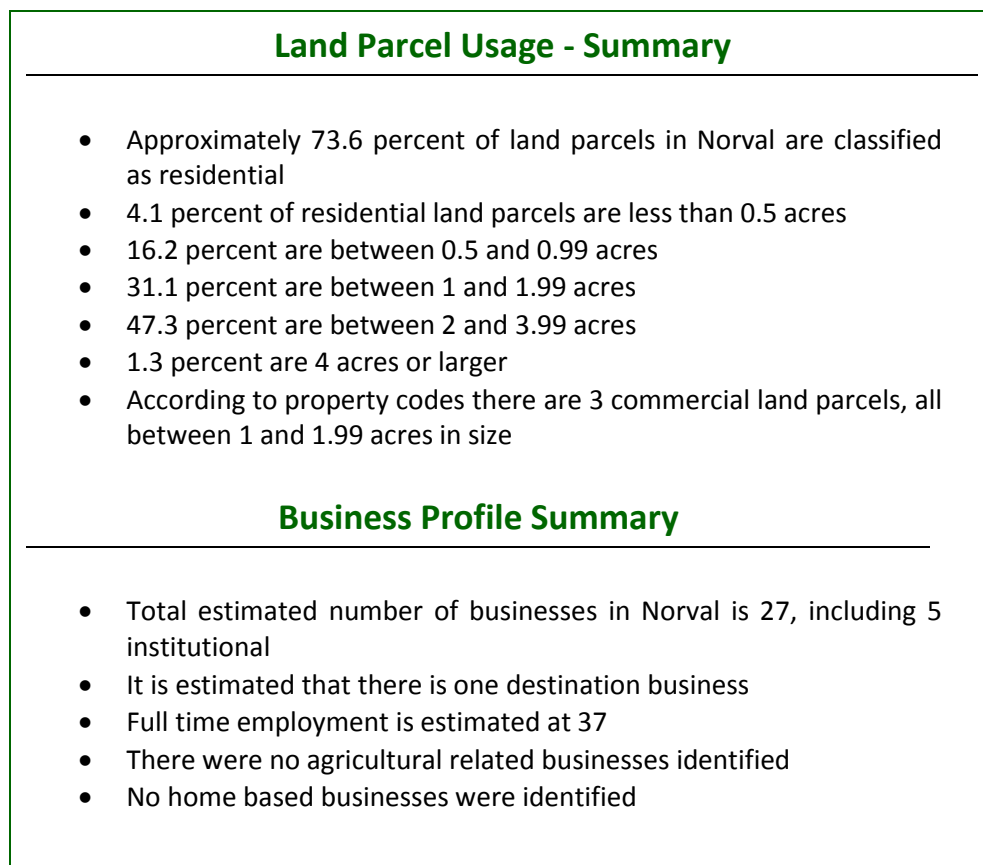 Land Parcel Usage - Summary
• Approximately 73.6 percent of land parcels in Norval are classified
as residential
• 4.1 percent of residential land parcels are less than 0.5 acres
• 16.2 percent are between 0.5 and 0.99 acres
• 31.1 percent are between 1 and 1.99 acres
• 47.3 percent are between 2 and 3.99 acres
• 1.3 percent are 4 acres or larger
• According to property codes there are 3 commercial land parcels, all
between 1 and 1.99 acres in size
Business Profile Summary
• Total estimated number of businesses in Norval is 27, including 5
institutional
• It is estimated that there is one destination business
• Full time employment is estimated at 37
• There were no agricultural related businesses identified
• No home based businesses were identified